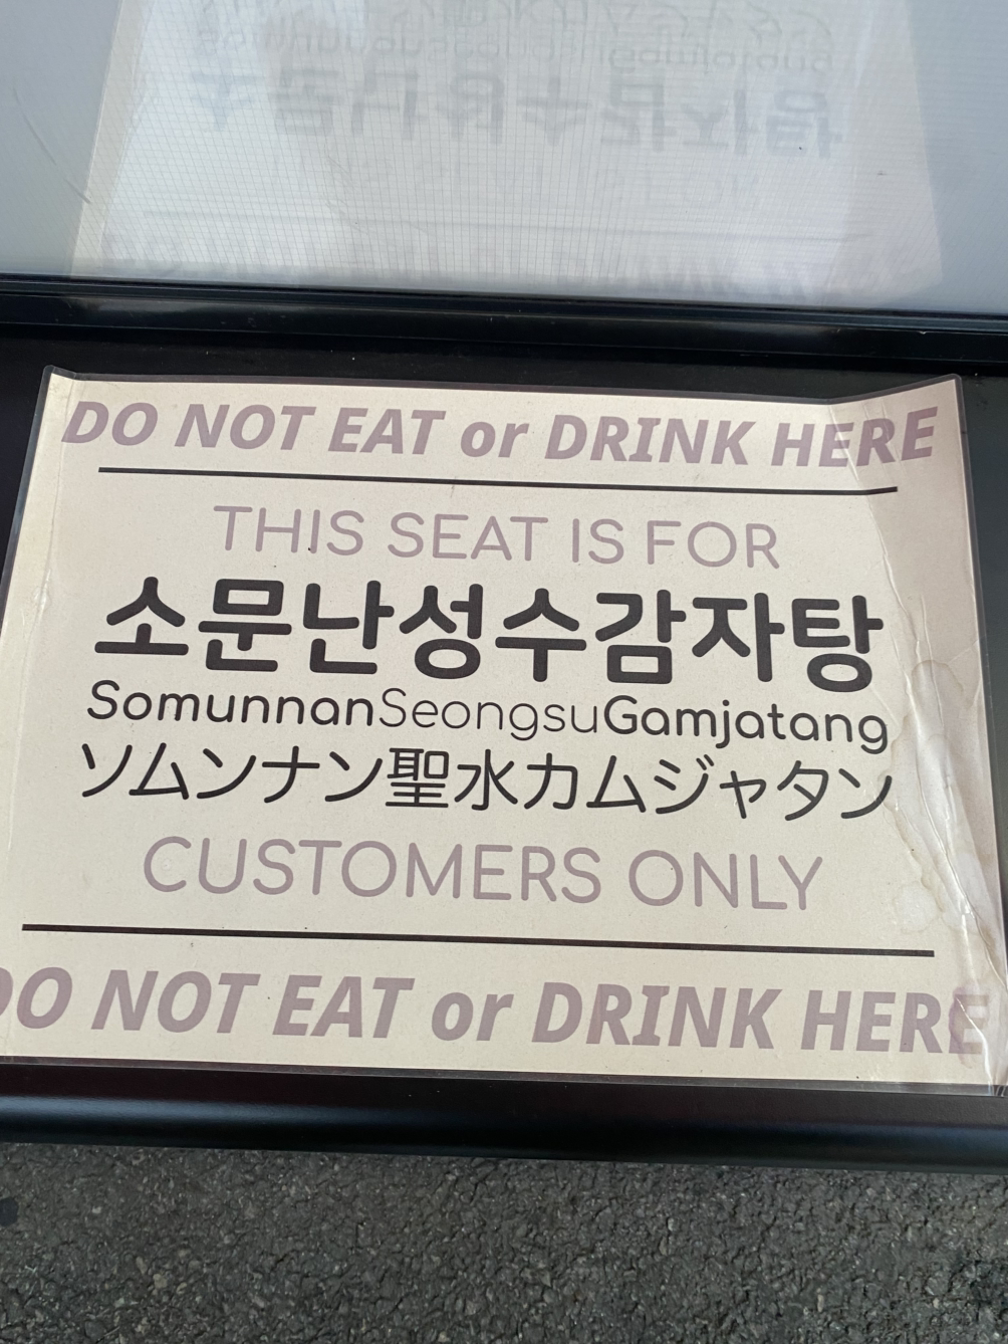 DO NOT EAT or DRINK HERE
THIS SEAT IS FOR
소문난성수감자탕
SomunnanSeongsuGamjatang
ソムンナン聖水カムジャタン
CUSTOMERS ONLY
DO NOT EAT or DRINK HERE